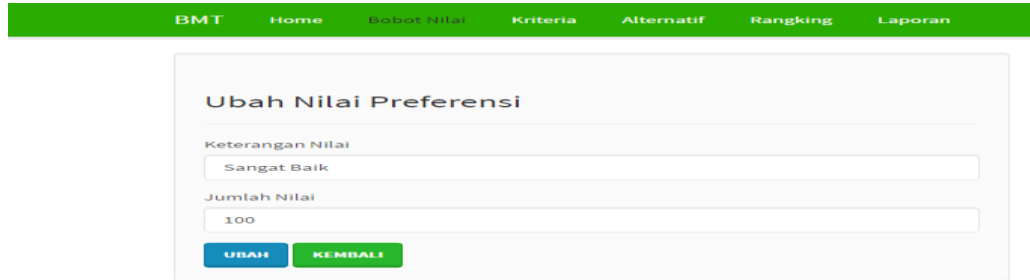 BMT Home Bobot Nilai Kriteria Alternatif Rangking Laporan
Ubah Nilai Preferensi
Keterangan Nilai
Sangat Baik
Jumlah Nilai
100
UBAH KEMBALI